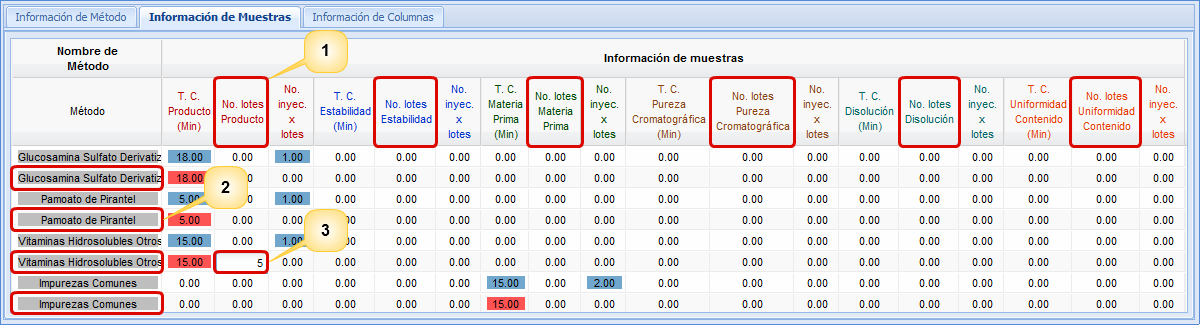 Información de Método Información de Muestras Información de Columnas
1
Nombre de Método Información de muestras
Método T. C. Producto (Min) No. lotes Producto No. inyec. x lotes T. C. Estabilidad (Min) No. lotes Estabilidad No. inyec. x lotes T. C. Materia Prima (Min) No. lotes Materia Prima No. inyec. x lotes T. C. Pureza Cromatográfica (Min) No. lotes Pureza Cromatográfica No. inyec. x lotes T. C. Disolución (Min) No. lotes Disolución No. inyec. x lotes T. C. Uniformidad Contenido (Min) No. lotes Uniformidad Contenido No. inyec. x lotes
Glucosamina Sulfato Derivatiz 18.00 0.00 1.00 0.00 0.00 0.00 0.00 0.00 0.00 0.00 0.00 0.00 0.00 0.00 0.00 0.00 0.00 0.00
Glucosamina Sulfato Derivatiz 18.00 0.00 0.00 0.00 0.00 0.00 0.00 0.00 0.00 0.00 0.00 0.00 0.00 0.00 0.00 0.00 0.00
2
Pamoato de Pirantel 5.00 0.00 1.00 0.00 0.00 0.00 0.00 0.00 0.00 0.00 0.00 0.00 0.00 0.00 0.00 0.00 0.00 0.00
Pamoato de Pirantel 5.00 0.00 0.00 0.00 0.00 0.00 0.00 0.00 0.00 0.00 0.00 0.00 0.00 0.00 0.00 0.00 0.00 0.00
3
Vitaminas Hidrosolubles Otros 15.00 0.00 1.00 0.00 0.00 0.00 0.00 0.00 0.00 0.00 0.00 0.00 0.00 0.00 0.00 0.00 0.00 0.00
Vitaminas Hidrosolubles Otros 15.00 5 0.00 0.00 0.00 0.00 0.00 0.00 0.00 0.00 0.00 0.00 0.00 0.00 0.00 0.00 0.00 0.00
Impurezas Comunes 0.00 0.00 0.00 0.00 0.00 0.00 15.00 0.00 2.00 0.00 0.00 0.00 0.00 0.00 0.00 0.00 0.00 0.00
Impurezas Comunes 0.00 0.00 0.00 0.00 0.00 0.00 15.00 0.00 0.00 0.00 0.00 0.00 0.00 0.00 0.00 0.00 0.00 0.00